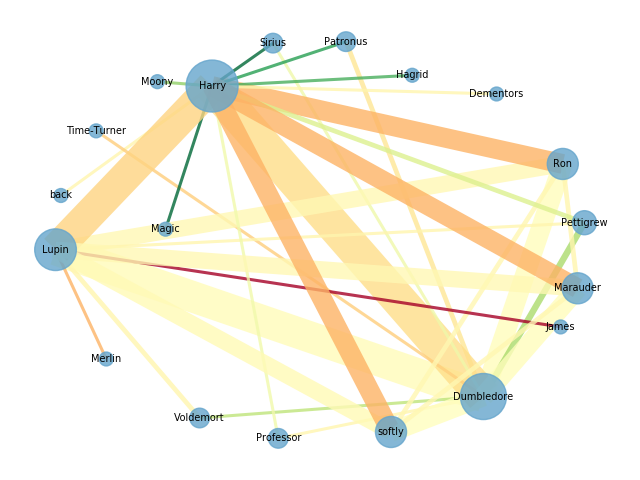 Sirius
Patronus
Hagrid
Moony
Harry
Dementors
Time-Turner
Ron
back
Pettigrew
Magic
Lupin
Marauder
James
Merlin
Dumbledore
Voldemort
softly
Professor